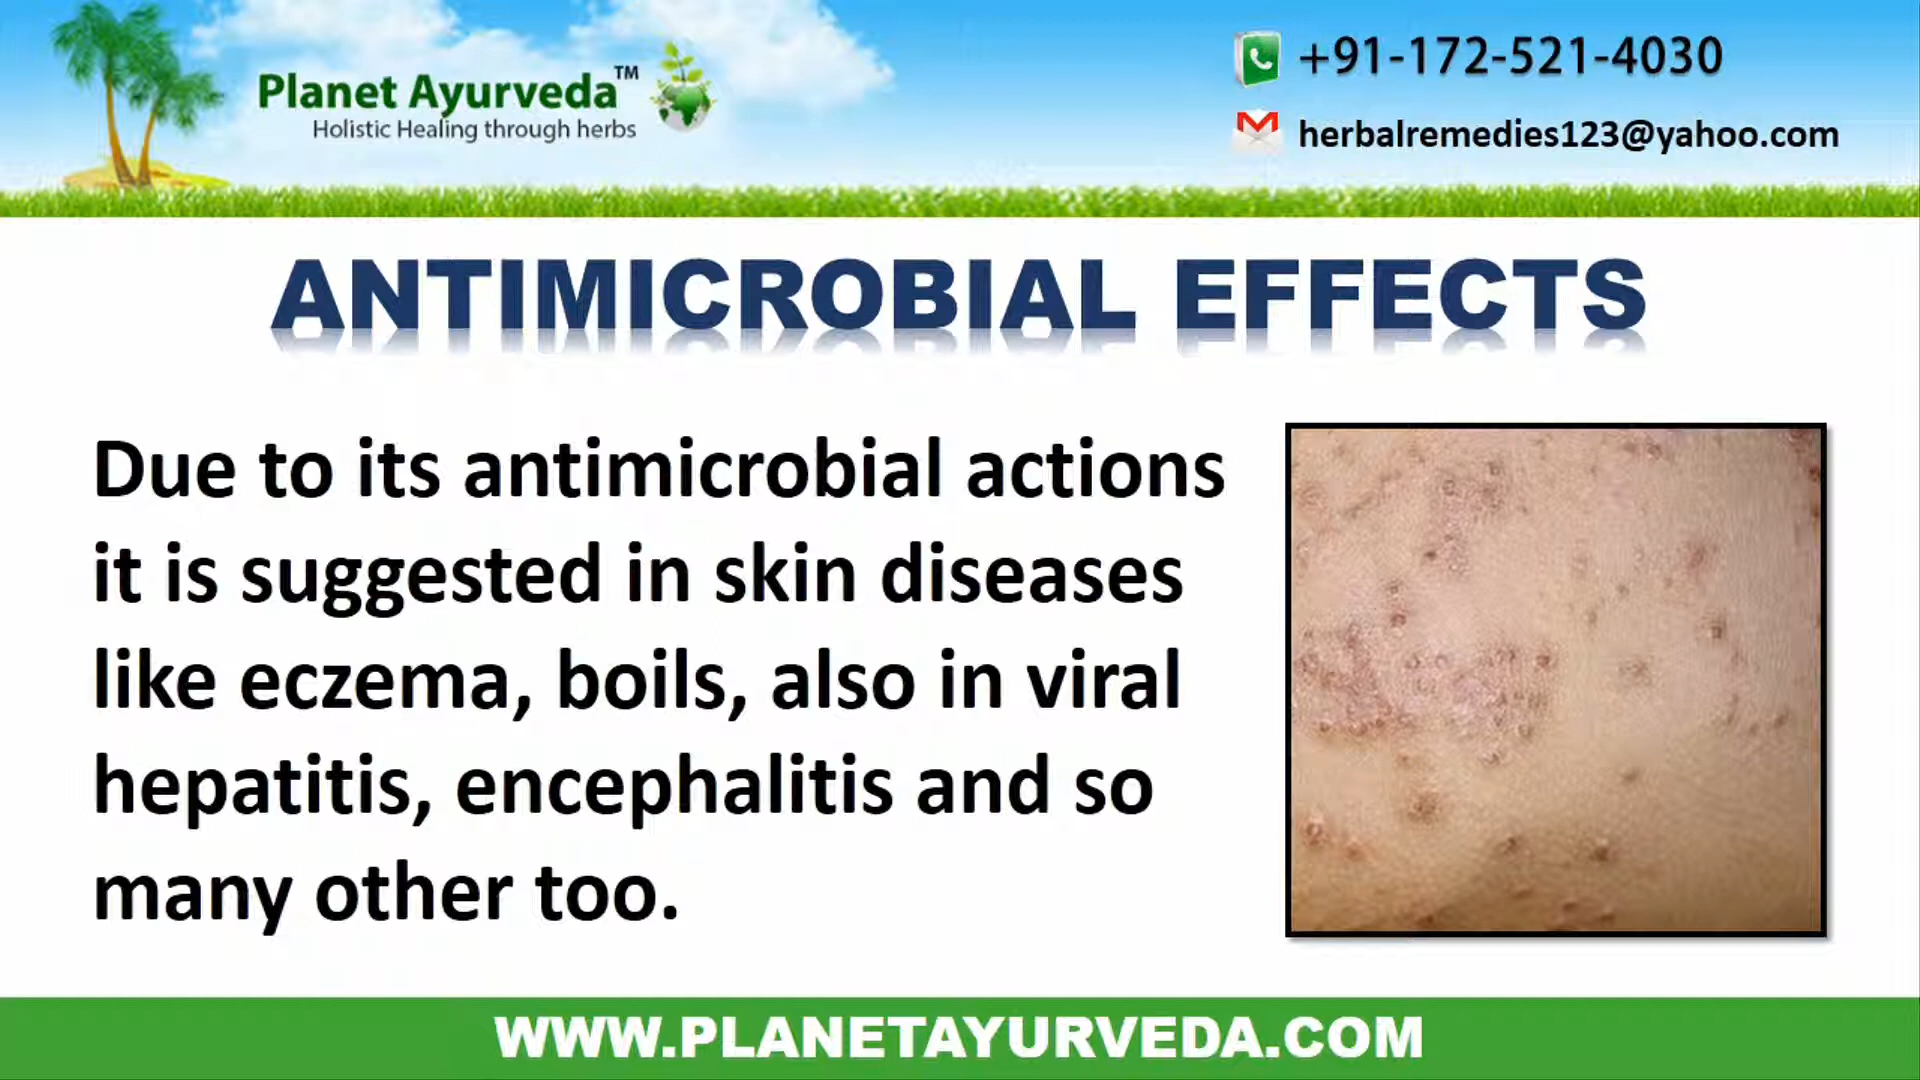 Planet Ayurveda™
Holistic Healing through herbs
+91-172-521-4030
herbalremedies123@yahoo.com
ANTIMICROBIAL EFFECTS
Due to its antimicrobial actions
it is suggested in skin diseases
like eczema, boils, also in viral
hepatitis, encephalitis and so
many other too.
WWW.PLANETAYURVEDA.COM